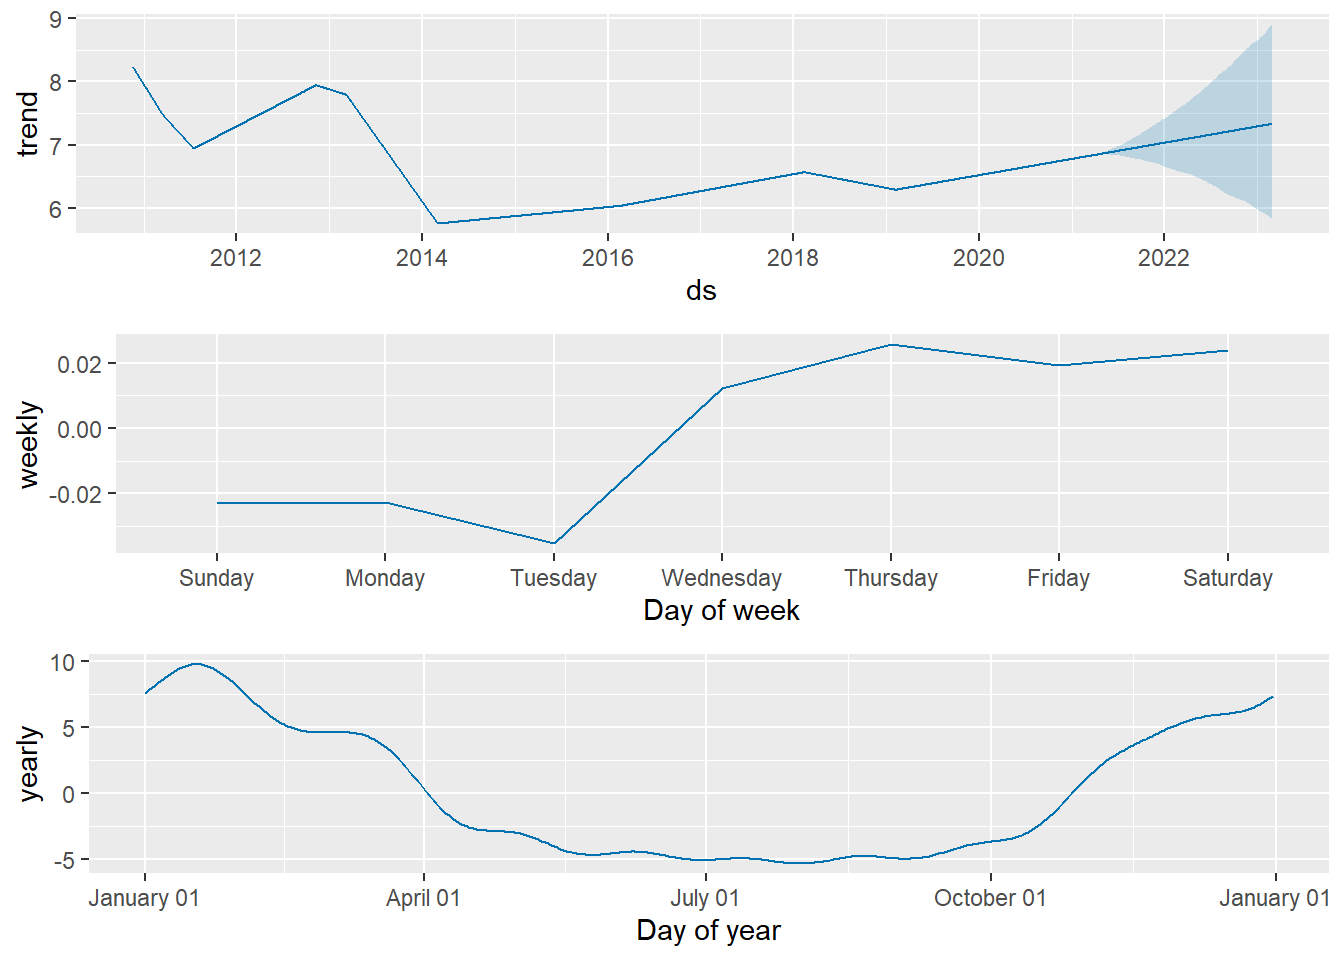 trend
9
8
7
6
2012 2014 2016 2018 2020 2022
ds
weekly
0.02
0.00
-0.02
Sunday Monday Tuesday Wednesday Thursday Friday Saturday
Day of week
yearly
10
5
0
-5
January 01 April 01 July 01 October 01 January 01
Day of year